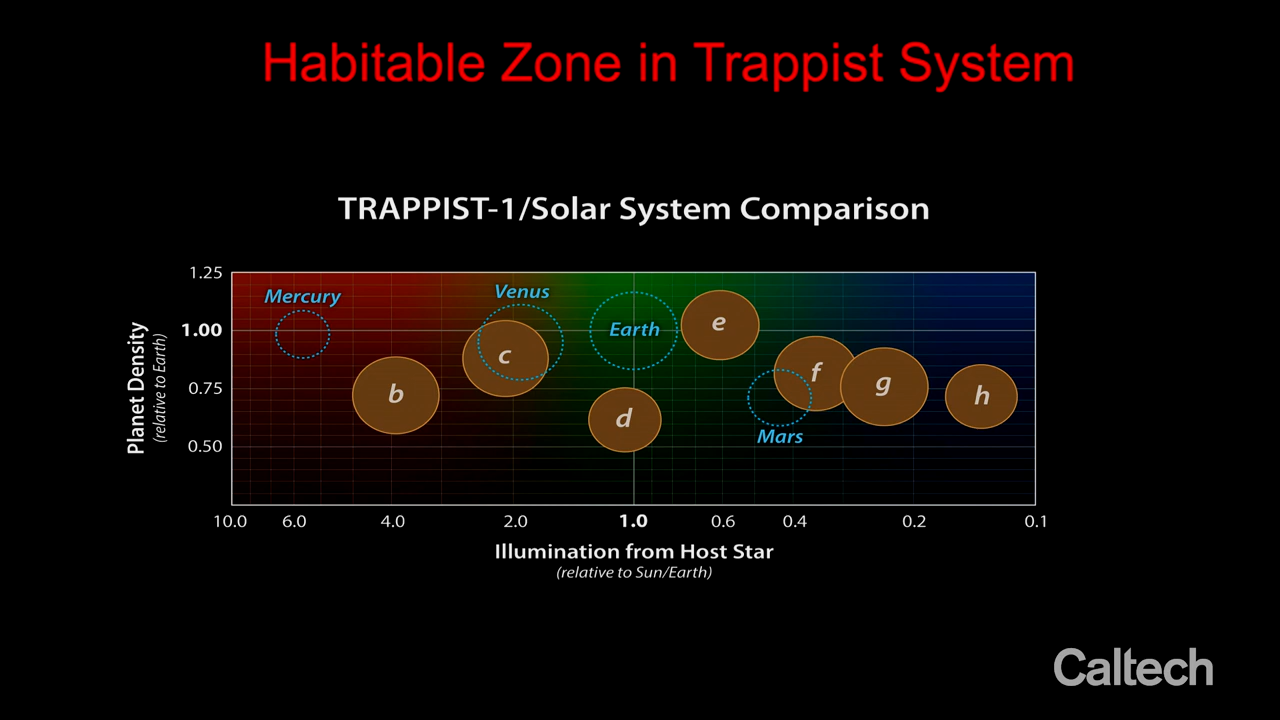 Habitable Zone in Trappist System
TRAPPIST-1/Solar System Comparison
Planet Density
(relative to Earth)
1.25
1.00
0.75
0.50
Mercury
Venus
Earth
Mars
b
c
d
e
f
g
h
10.0 6.0 4.0 2.0 1.0 0.6 0.4 0.2 0.1
Illumination from Host Star
(relative to Sun/Earth)
Caltech